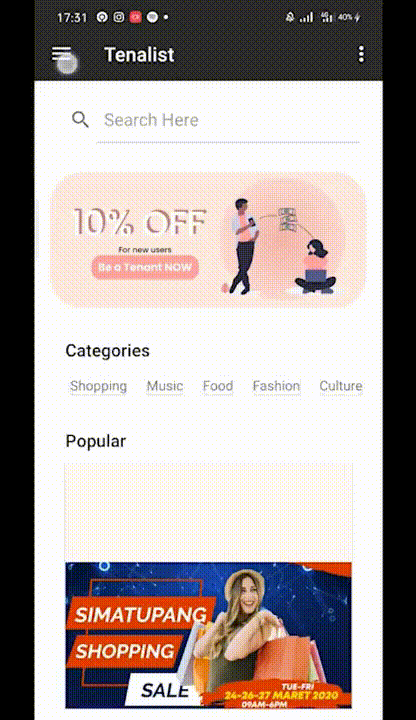 17:31
40%
Tenalist
Search Here
10% OFF
For new users
Be a Tenant NOW
Categories
Shopping Music Food Fashion Culture
Popular
SIMATUPANG
SHOPPING
SALE
TUE-FRI
24-26-27 MARET 2020
09AM-6PM